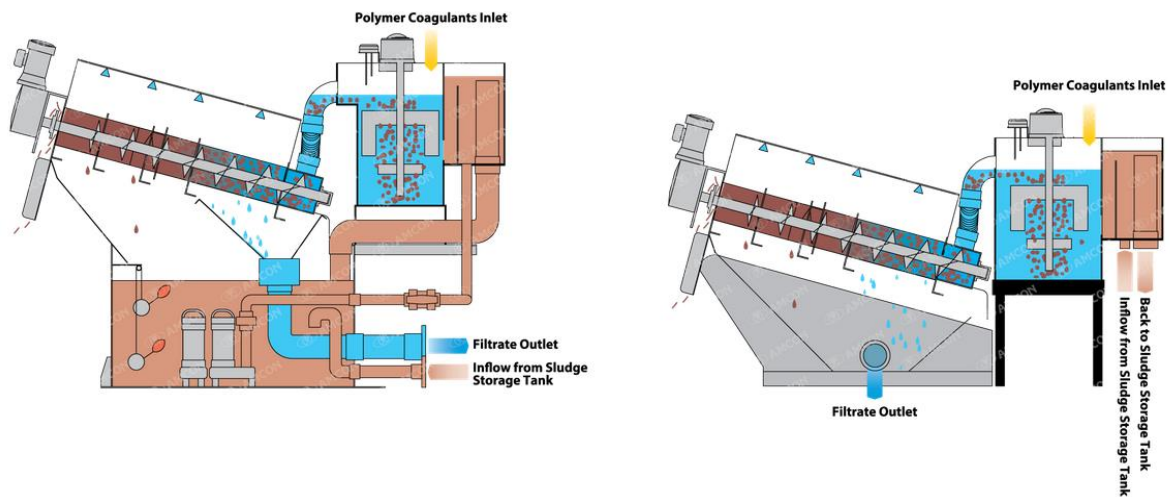 Polymer Coagulants Inlet
Filtrate Outlet
Inflow from Sludge
Storage Tank
Polymer Coagulants Inlet
Filtrate Outlet
Inflow from Sludge Storage Tank
Back to Sludge Storage Tank
AMCON